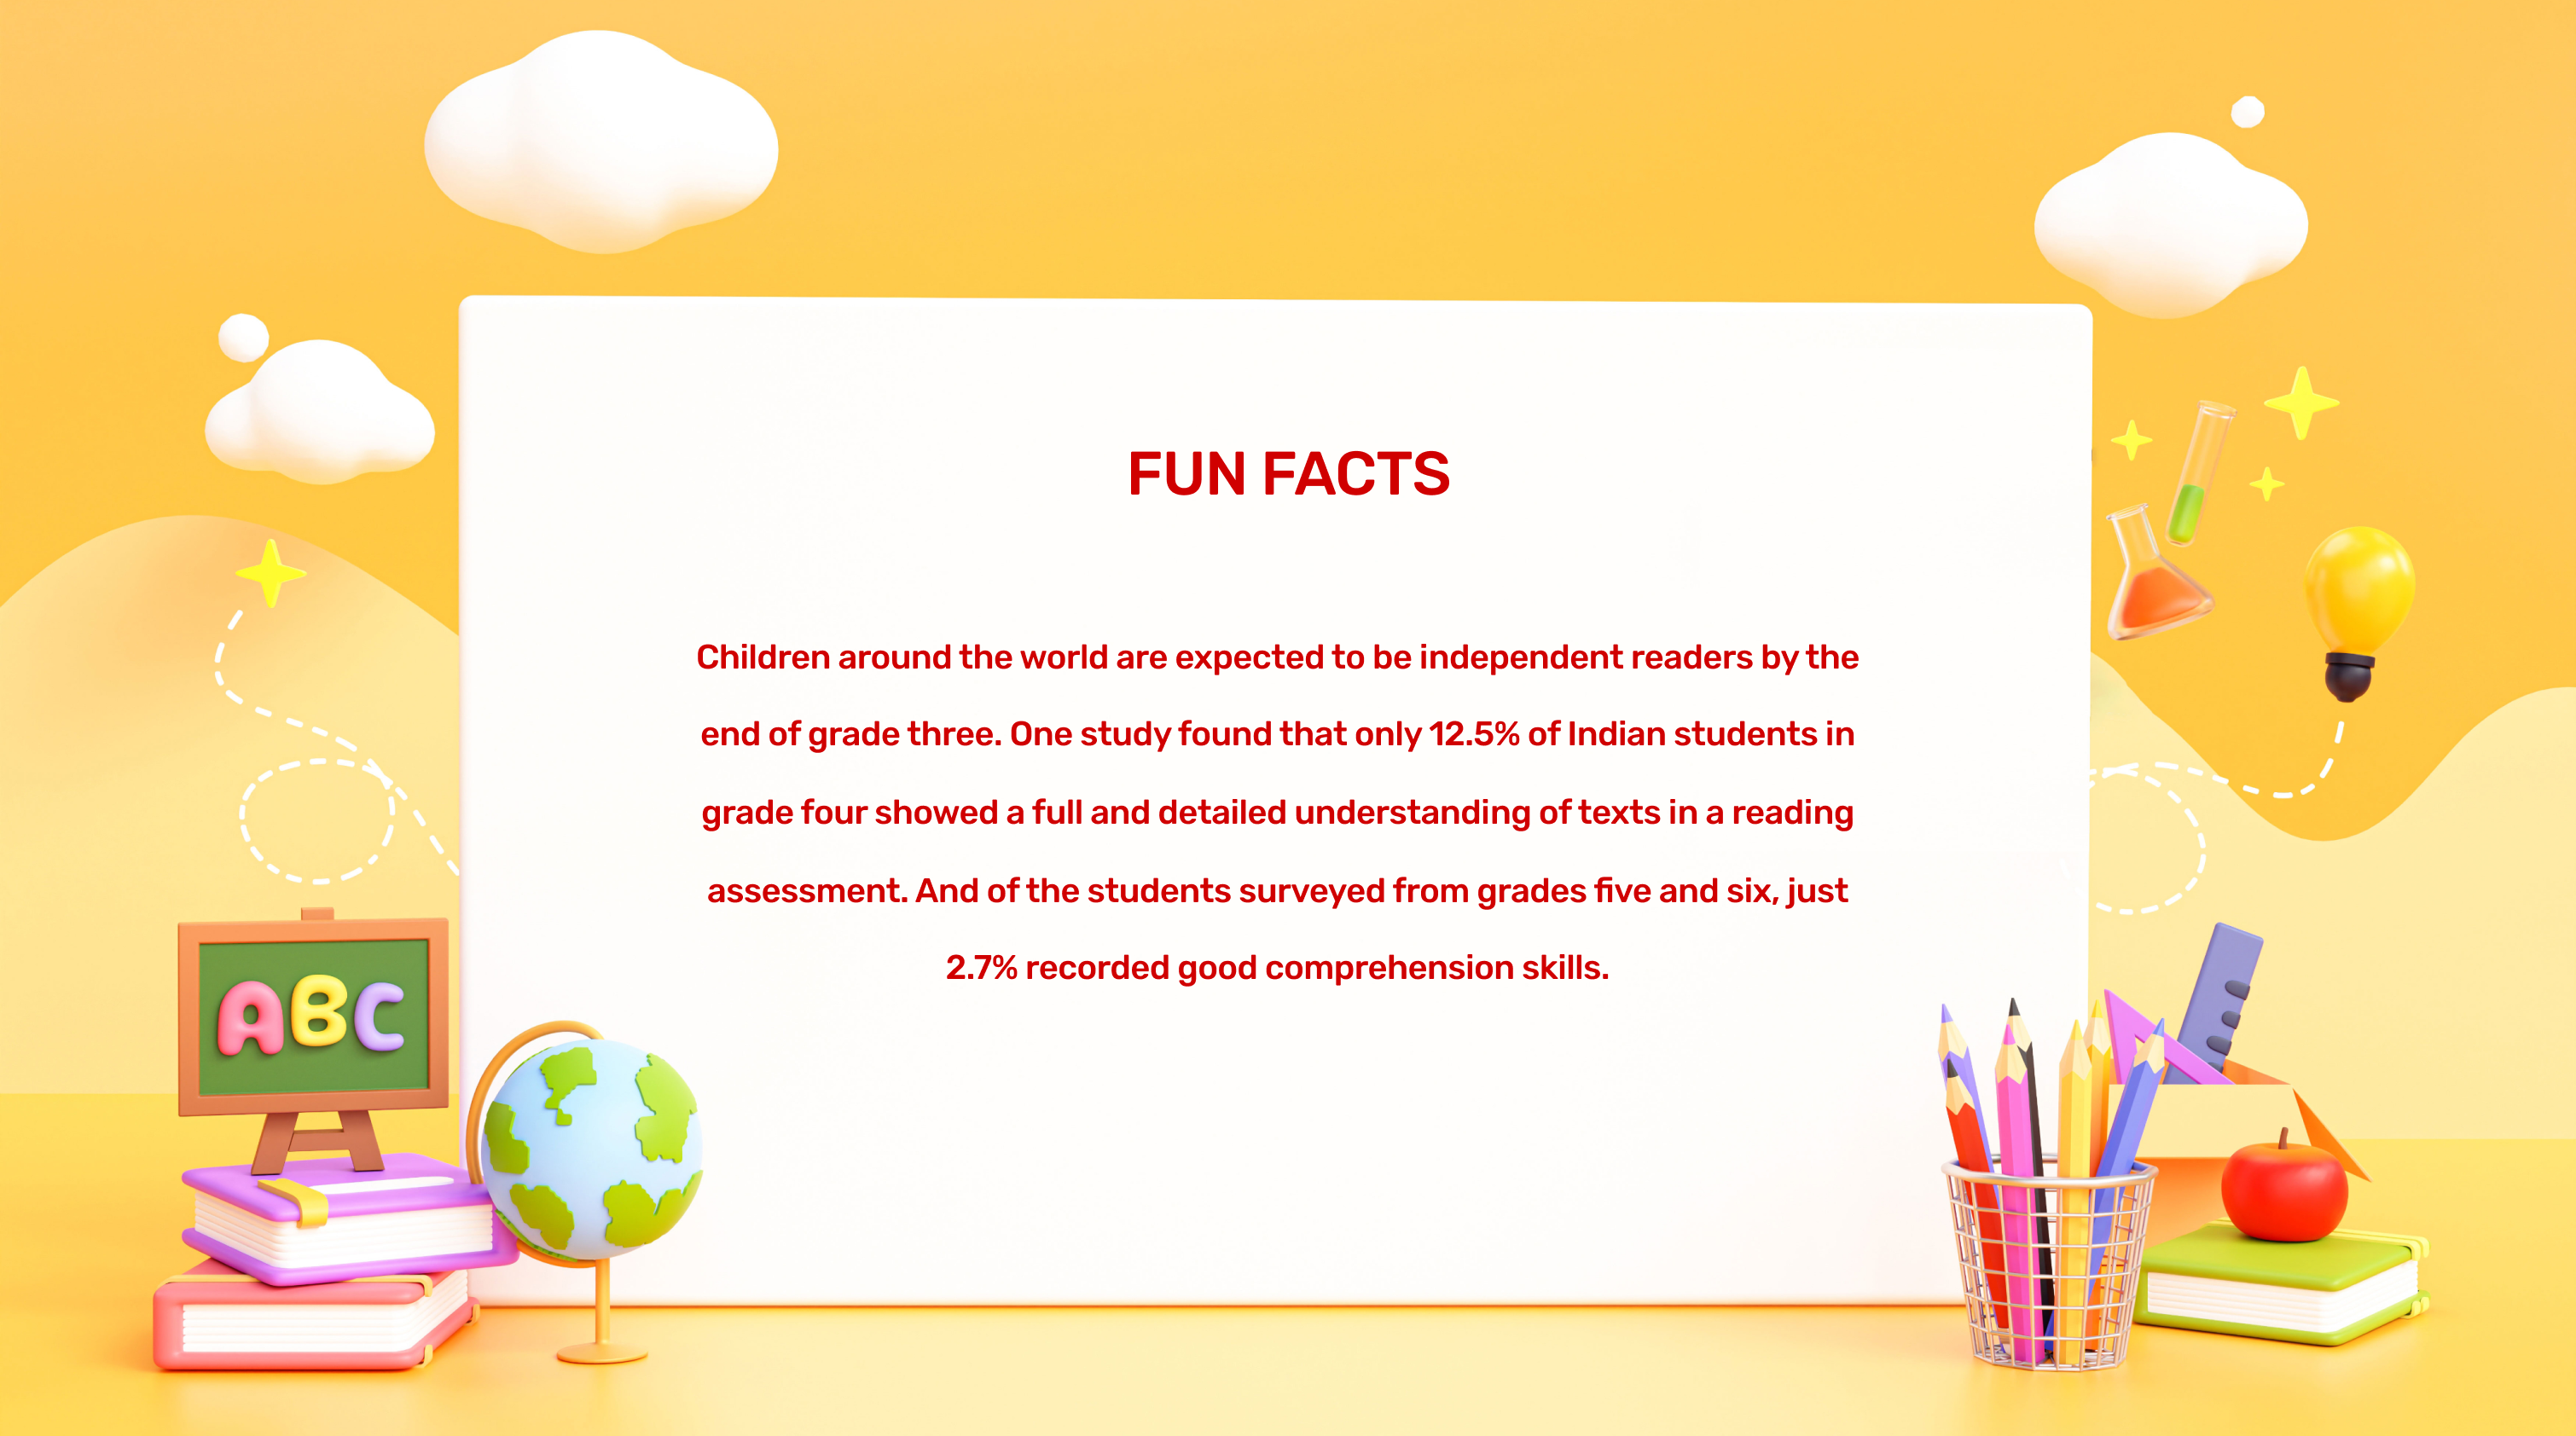 FUN FACTS
Children around the world are expected to be independent readers by the
end of grade three. One study found that only 12.5% of Indian students in
grade four showed a full and detailed understanding of texts in a reading
assessment. And of the students surveyed from grades five and six, just
2.7% recorded good comprehension skills.
ABC